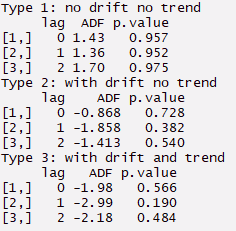 Type 1: no drift no trend
lag ADF p.value
[1,] 0 1.43 0.957
[2,] 1 1.36 0.952
[3,] 2 1.70 0.975
Type 2: with drift no trend
lag ADF p.value
[1,] 0 -0.868 0.728
[2,] 1 -1.858 0.382
[3,] 2 -1.413 0.540
Type 3: with drift and trend
lag ADF p.value
[1,] 0 -1.98 0.566
[2,] 1 -2.99 0.190
[3,] 2 -2.18 0.484